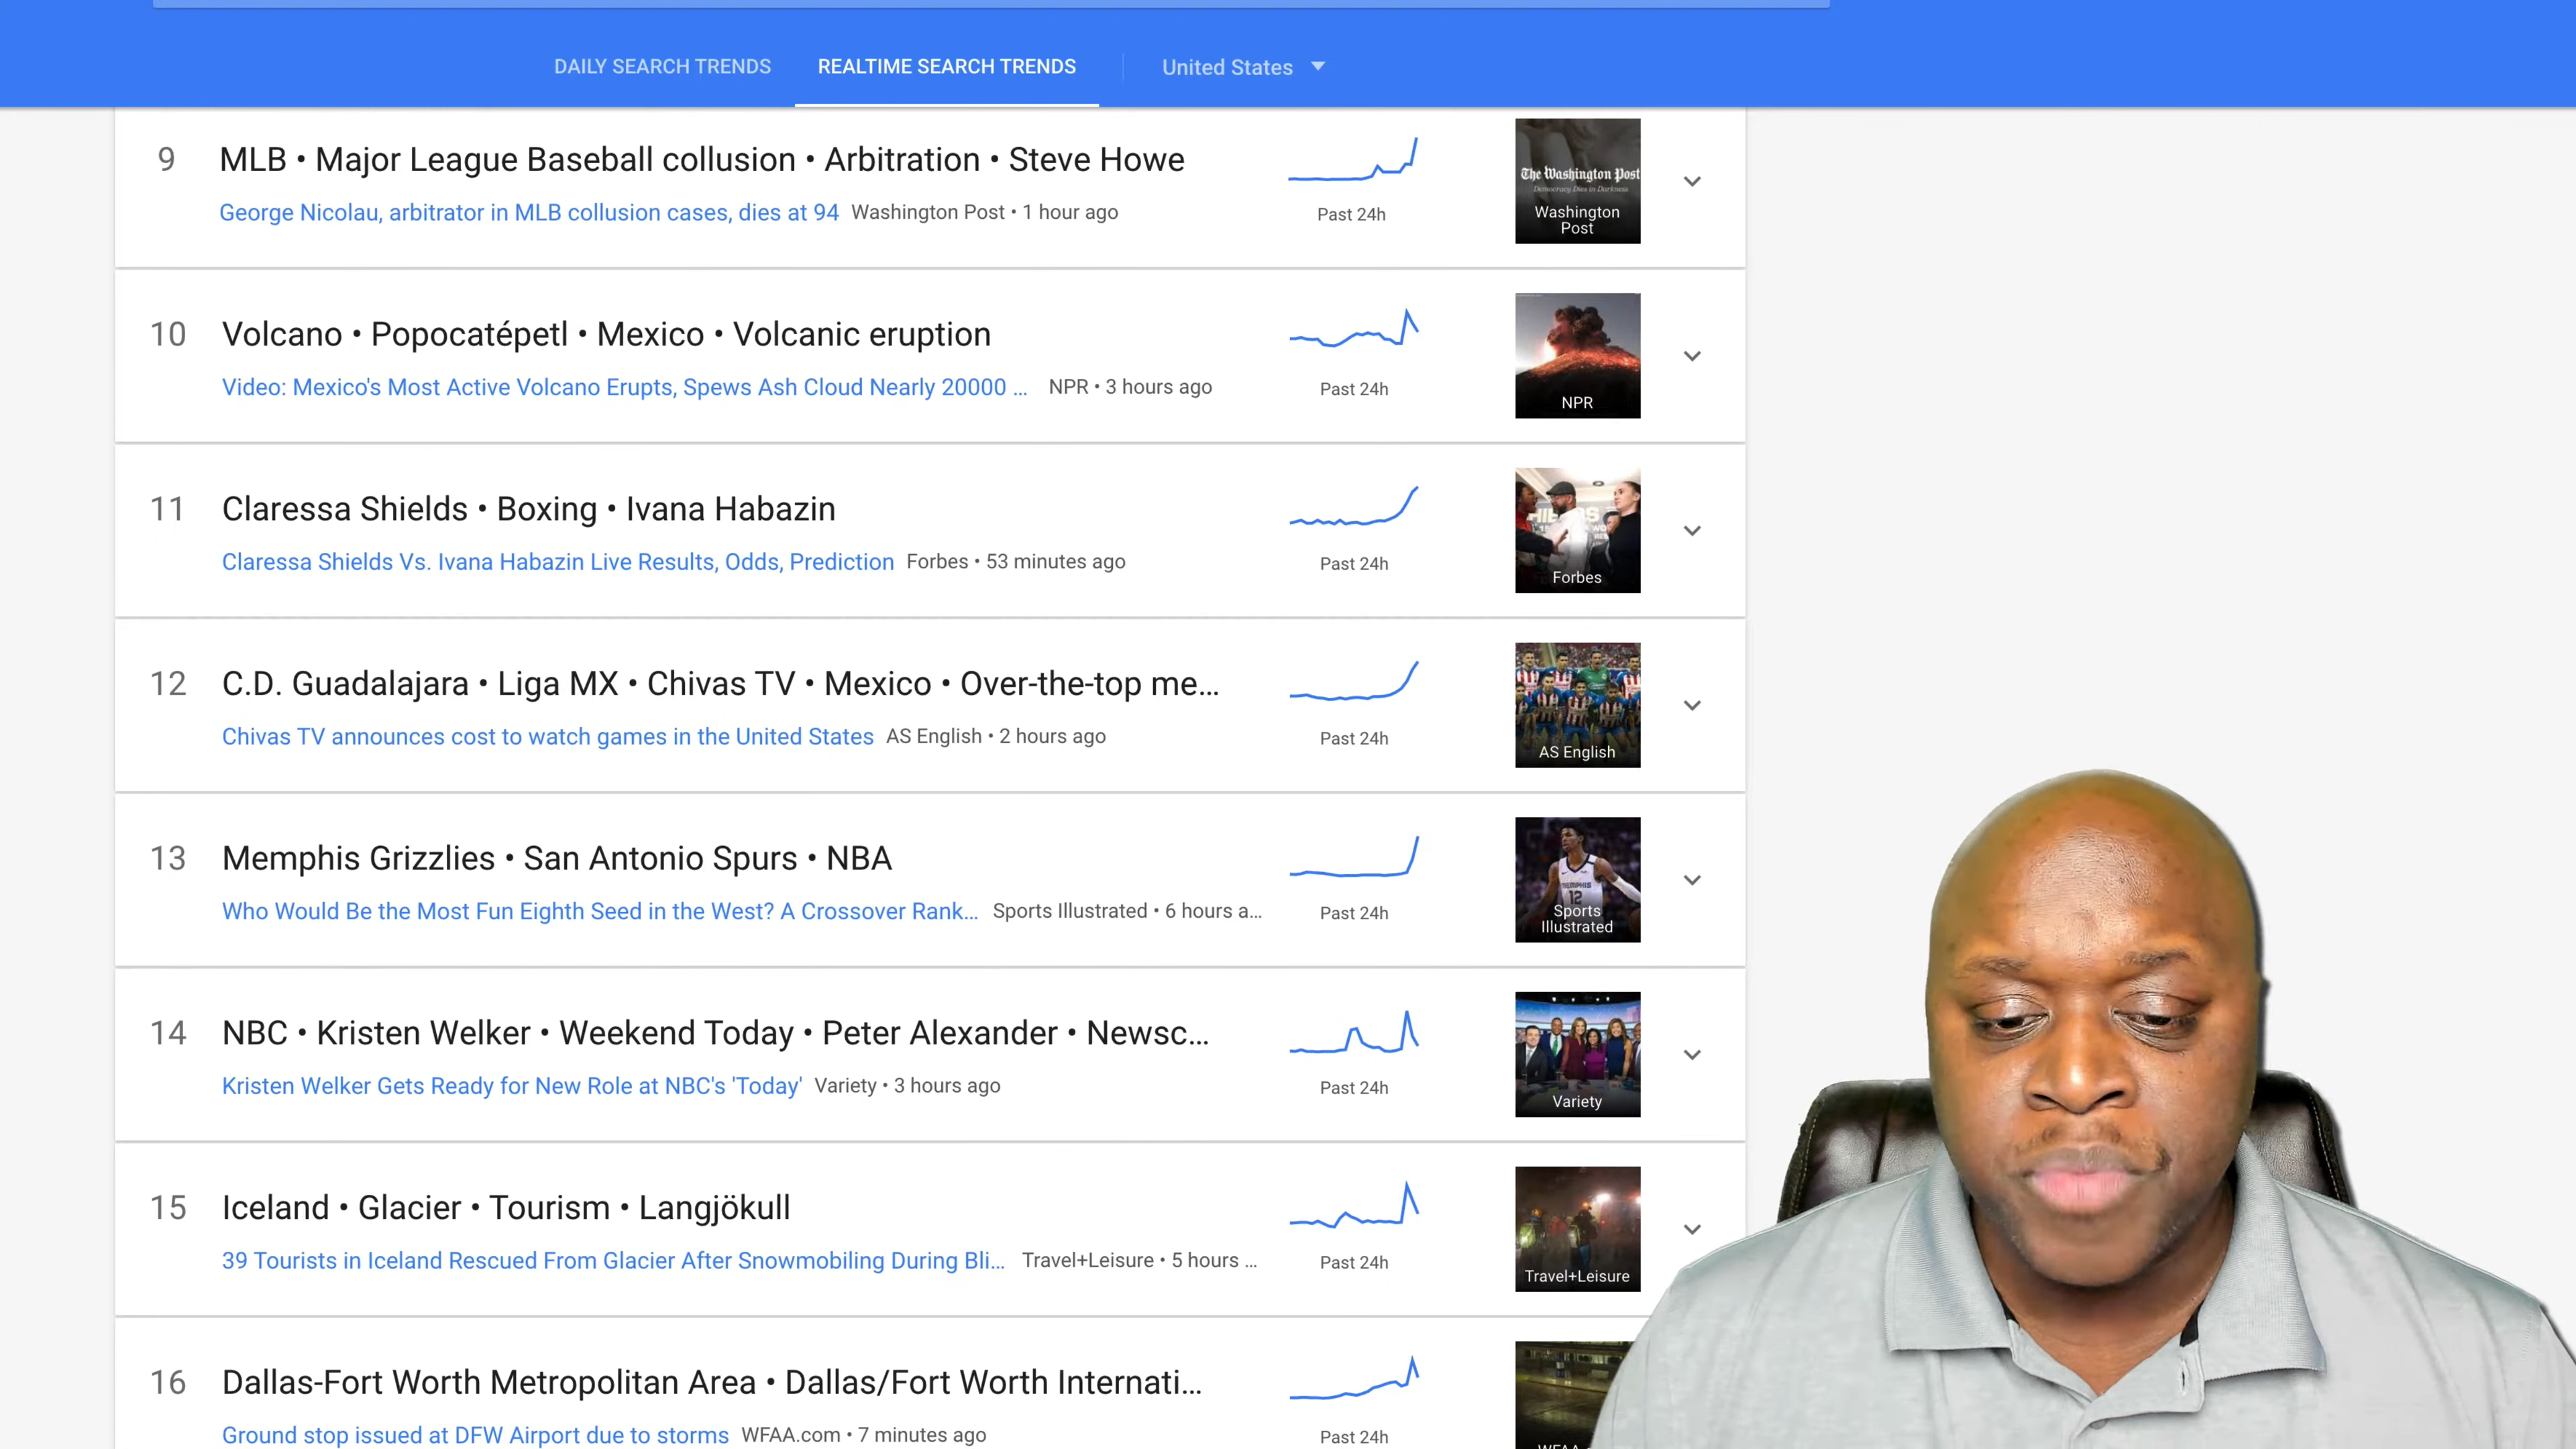 DAILY SEARCH TRENDS REALTIME SEARCH TRENDS United States
9 MLB • Major League Baseball collusion • Arbitration • Steve Howe
George Nicolau, arbitrator in MLB collusion cases, dies at 94 Washington Post • 1 hour ago
Past 24h
The Washington Post
Democracy Dies in Darkness
Washington
Post
10 Volcano • Popocatépetl • Mexico • Volcanic eruption
Video: Mexico's Most Active Volcano Erupts, Spews Ash Cloud Nearly 20000 ... NPR • 3 hours ago
Past 24h
NPR
11 Claressa Shields • Boxing • Ivana Habazin
Claressa Shields Vs. Ivana Habazin Live Results, Odds, Prediction Forbes • 53 minutes ago
Past 24h
Forbes
12 C.D. Guadalajara • Liga MX • Chivas TV • Mexico • Over-the-top me...
Chivas TV announces cost to watch games in the United States AS English • 2 hours ago
Past 24h
AS English
13 Memphis Grizzlies • San Antonio Spurs • NBA
Who Would Be the Most Fun Eighth Seed in the West? A Crossover Rank... Sports Illustrated • 6 hours a...
Past 24h
MEMPHIS
12
Sports
Illustrated
14 NBC • Kristen Welker • Weekend Today • Peter Alexander • Newsc...
Kristen Welker Gets Ready for New Role at NBC's 'Today' Variety • 3 hours ago
Past 24h
Variety
15 Iceland • Glacier • Tourism • Langjökull
39 Tourists in Iceland Rescued From Glacier After Snowmobiling During Bli... Travel+Leisure • 5 hours ...
Past 24h
Travel+Leisure
16 Dallas-Fort Worth Metropolitan Area • Dallas/Fort Worth Internati...
Ground stop issued at DFW Airport due to storms WFAA.com • 7 minutes ago
Past 24h